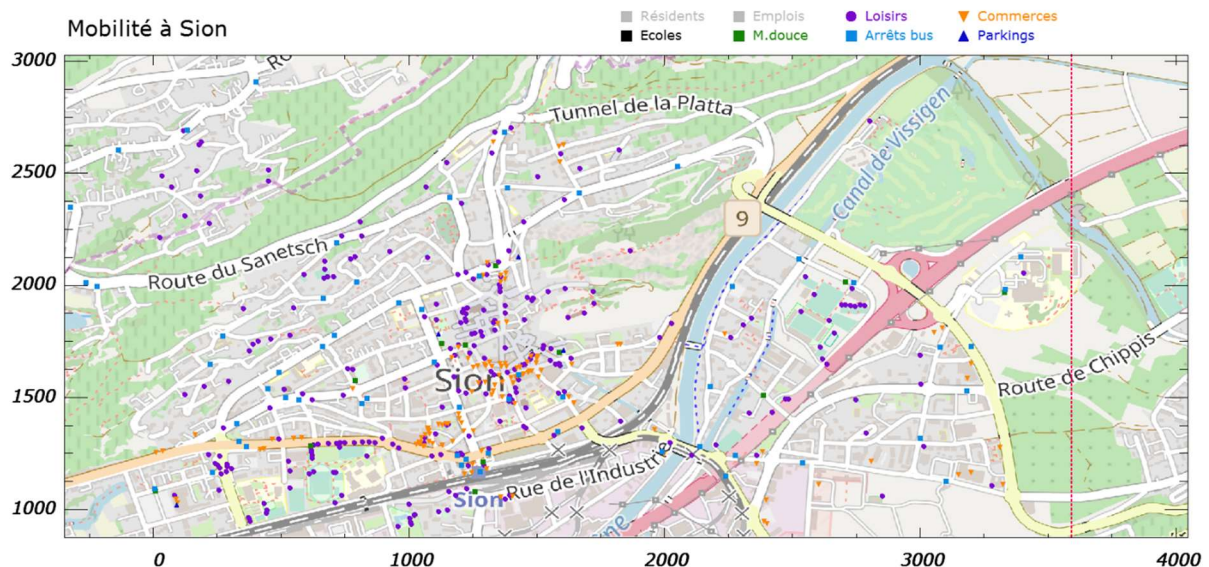 Mobilité à Sion
Résidents Emplois Loisirs Commerces
Ecoles M.douce Arrêts bus Parkings
3000
2500
2000
1500
1000
Tunnel de la Platta
Canal de Vissigen
9
Route du Sanetsch
Sion
Route de Chippis
Sion
Rue de l'Industrie
0 1000 2000 3000 4000